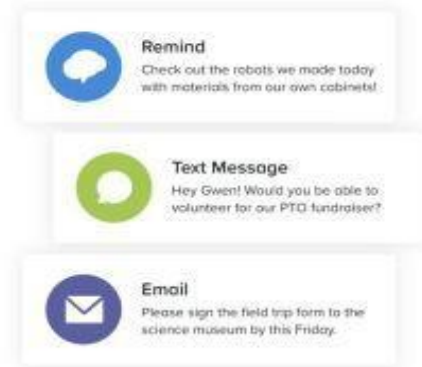 Remind
Check out the robots we made today
with materials from our own cabinets!
Text Message
Hey Gwen! Would you be able to
volunteer for our PTO fundraiser?
Email
Please sign the field trip form to the
science museum by this Friday.